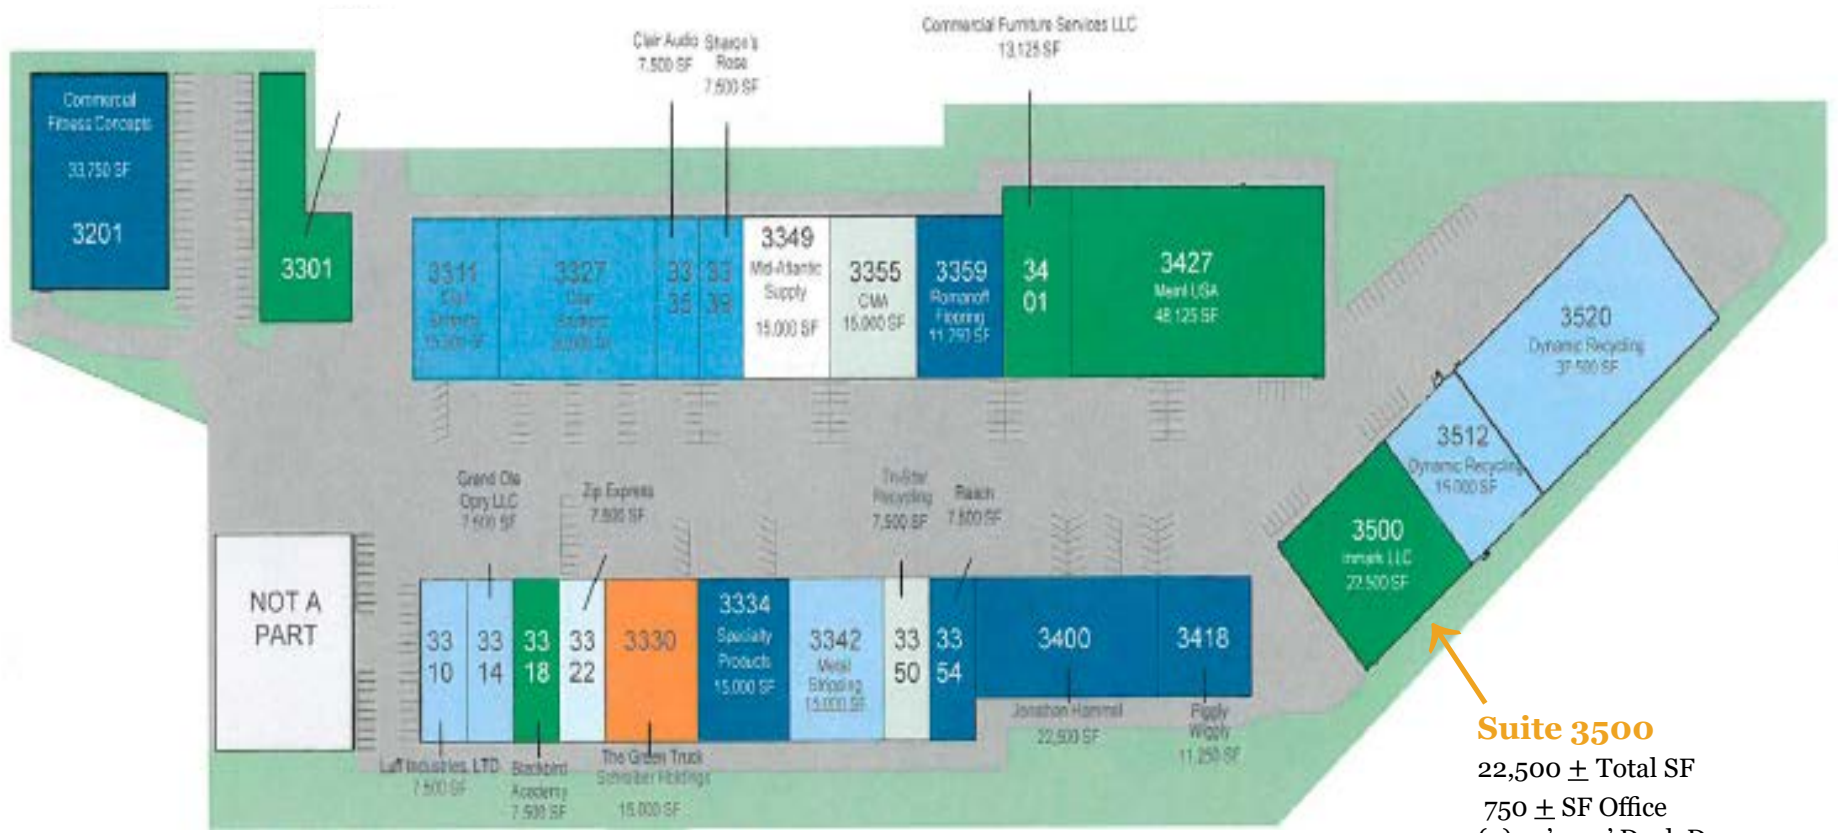 Commercial Furniture Services LLC
13,125 SF
Clair Audio
7,500 SF
Sharon's
Rose
7,500 SF
Commercial
Fitness Concepts
33,750 SF
3201
3301
3311
Clair
15,000 SF
3327
Clair
33
35
33
39
3349
Mid-Atlantic
Supply
15,000 SF
3355
CMA
15,000 SF
3359
Romanoff
Flooring
11,250 SF
34
01
3427
Meinl USA
48,125 SF
3520
Dynamic Recycling
37,500 SF
3512
Dynamic Recycling
15,000 SF
3500
Inmark LLC
22,500 SF
Grand Ole
Opry LLC
7,500 SF
Zip Express
7,500 SF
Tri-Star
Recycling
7,500 SF
Reach
7,500 SF
NOT A
PART
33
10
33
14
33
18
33
22
3330
3334
Specialty
Products
15,000 SF
3342
Metal
Stripping
15,000 SF
33
50
33
54
3400
3418
Luft Industries, LTD
7,500 SF
Blackbird
Academy
7,500 SF
The Green Truck
Schreiber Holdings
15,000 SF
Jonathan Hammell
22,500 SF
Piggly
Wiggly
11,250 SF
Suite 3500
22,500 ± Total SF
750 ± SF Office